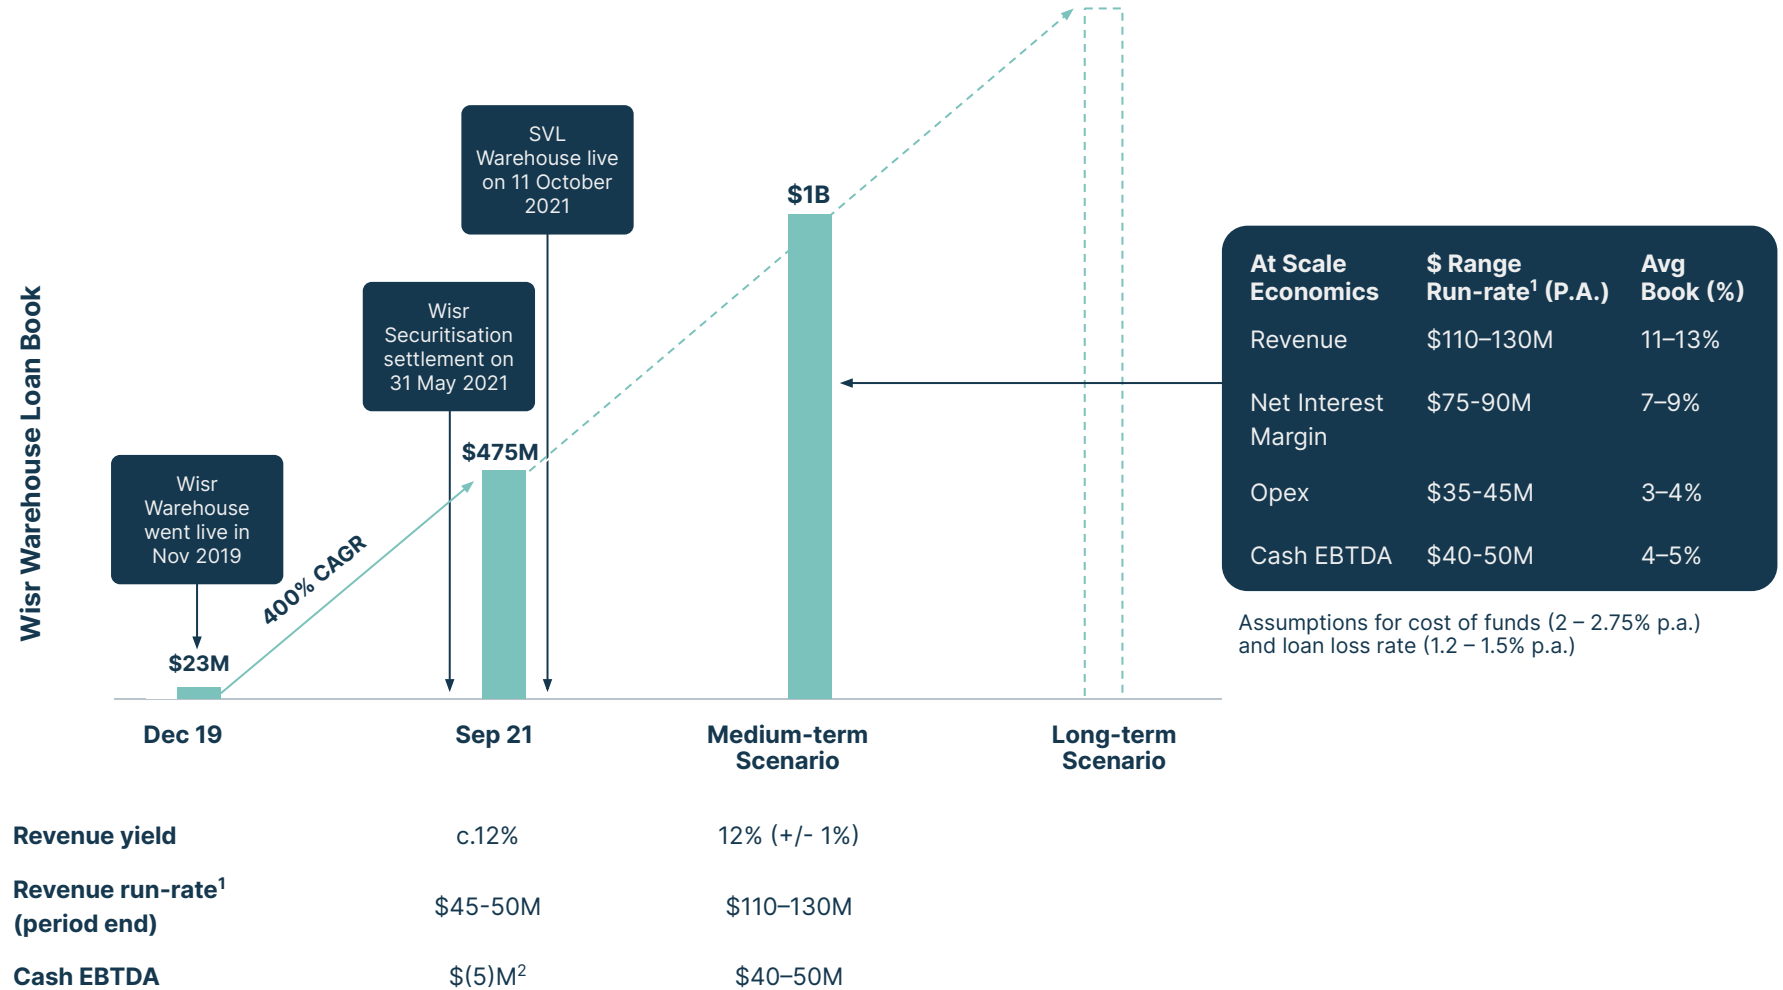 SVL
Warehouse live
on 11 October
2021
$1B
Wisr
Securitisation
settlement on
31 May 2021
$475M
Wisr
Warehouse
went live in
Nov 2019
400% CAGR
$23M
Wisr Warehouse Loan Book
Dec 19
Sep 21
Medium-term
Scenario
Long-term
Scenario
At Scale
Economics
$ Range
Run-rate¹ (P.A.)
Avg
Book (%)
Revenue $110–130M 11–13%
Net Interest
Margin
$75-90M 7–9%
Opex $35-45M 3–4%
Cash EBTDA $40-50M 4–5%
Assumptions for cost of funds (2 – 2.75% p.a.)
and loan loss rate (1.2 – 1.5% p.a.)
Revenue yield c.12% 12% (+/- 1%)
Revenue run-rate¹
(period end)
$45-50M $110–130M
Cash EBTDA $(5)M² $40–50M